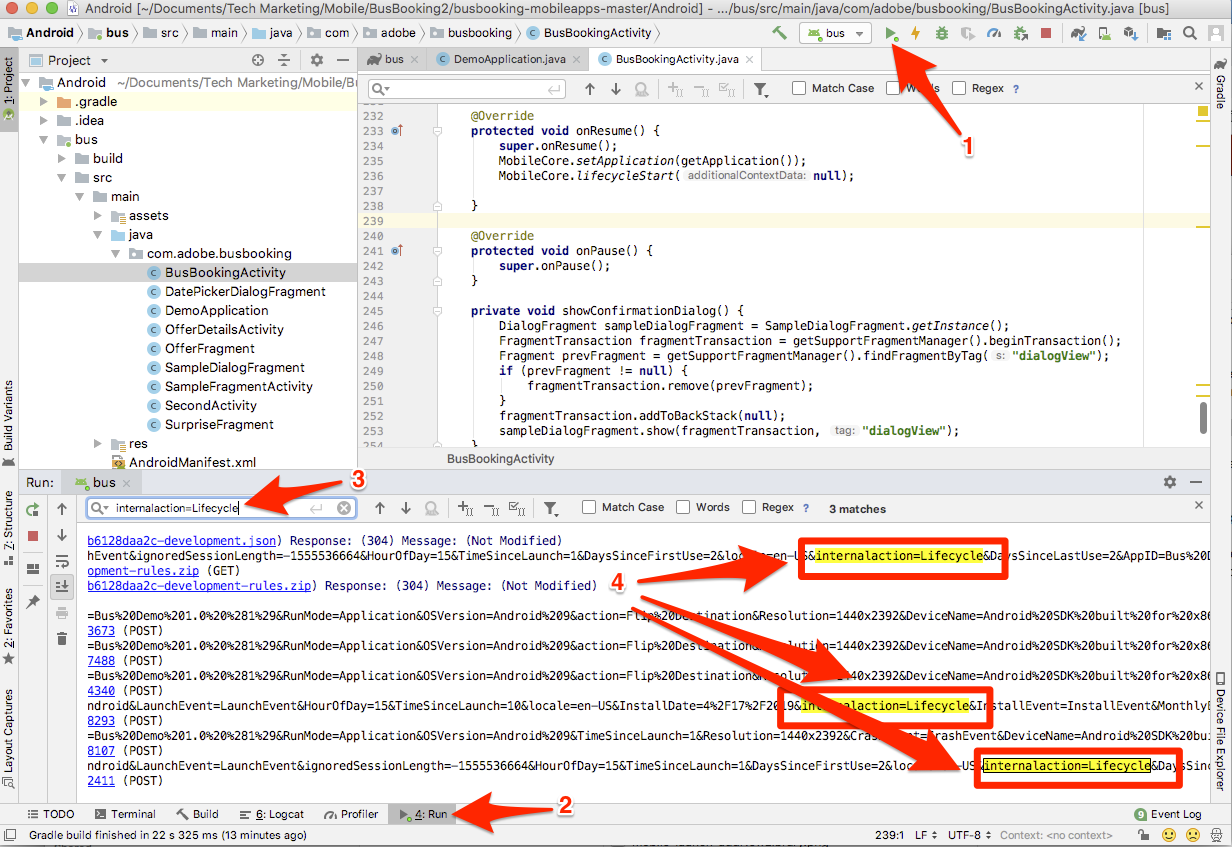 Android [~/Documents/Tech Marketing/Mobile/BusBooking2/busbooking-mobileapps-master/Android] - .../bus/src/main/java/com/adobe/busbooking/BusBookingActivity.java [bus]
Android bus src main java com adobe busbooking BusBookingActivity bus
1: Project
Project
bus DemoApplication.java BusBookingActivity.java
Gradle
Android ~/Documents/Tech Marketing/Mobile/Bu
Match Case Words Regex ?
.gradle
.idea
bus
build
src
main
assets
java
com.adobe.busbooking
BusBookingActivity
DatePickerDialogFragment
DemoApplication
OfferDetailsActivity
OfferFragment
SampleDialogFragment
SampleFragmentActivity
SecondActivity
SurpriseFragment
res
AndroidManifest.xml
232 @Override
233 protected void onResume() {
234 super.onResume();
235 MobileCore.setApplication(getApplication());
236 MobileCore.lifecycleStart( additionalContextData: null);
237
238 }
239
240 @Override
241 protected void onPause() {
242 super.onPause();
243 }
244
245 private void showConfirmationDialog() {
246 DialogFragment sampleDialogFragment = SampleDialogFragment.getInstance();
247 FragmentTransaction fragmentTransaction = getSupportFragmentManager().beginTransaction();
248 Fragment prevFragment = getSupportFragmentManager().findFragmentByTag( s: "dialogView");
249 if (prevFragment != null) {
250 fragmentTransaction.remove(prevFragment);
251 }
252 fragmentTransaction.addToBackStack(null);
253 sampleDialogFragment.show(fragmentTransaction, tag: "dialogView");
254 }
BusBookingActivity
1
Build Variants
Z: Structure
2: Favorites
Layout Captures
Device File Explorer
Run: bus
3
internalaction=Lifecycle
Match Case Words Regex ? 3 matches
b6128daa2c-development.json) Response: (304) Message: (Not Modified)
hEvent&ignoredSessionLength=-1555536664&HourOfDay=15&TimeSinceLaunch=1&DaysSinceFirstUse=2&locale=en-US&internalaction=Lifecycle&DaysSinceLastUse=2&AppID=Bus%20D
opment-rules.zip (GET)
b6128daa2c-development-rules.zip) Response: (304) Message: (Not Modified)
4
=Bus%20Demo%201.0%20%281%29&RunMode=Application&OSVersion=Android%209&action=Flip%20Destination&Resolution=1440x2392&DeviceName=Android%20SDK%20built%20for%20x86
3673 (POST)
=Bus%20Demo%201.0%20%281%29&RunMode=Application&OSVersion=Android%209&action=Flip%20Destination&Resolution=1440x2392&DeviceName=Android%20SDK%20built%20for%20x86
7488 (POST)
=Bus%20Demo%201.0%20%281%29&RunMode=Application&OSVersion=Android%209&action=Flip%20Destination&Resolution=1440x2392&DeviceName=Android%20SDK%20built%20for%20x86
4340 (POST)
ndroid&LaunchEvent=LaunchEvent&HourOfDay=15&TimeSinceLaunch=10&locale=en-US&InstallDate=4%2F17%2F2019&internalaction=Lifecycle&InstallEvent=InstallEvent&MonthlyE
8293 (POST)
=Bus%20Demo%201.0%20%281%29&RunMode=Application&OSVersion=Android%209&TimeSinceLaunch=1&Resolution=1440x2392&CrashEvent=CrashEvent&DeviceName=Android%20SDK%20bui
8107 (POST)
ndroid&LaunchEvent=LaunchEvent&ignoredSessionLength=-1555536664&HourOfDay=15&TimeSinceLaunch=1&DaysSinceFirstUse=2&locale=en-US&internalaction=Lifecycle&DaysSinc
2411 (POST)
TODO Terminal Build 6: Logcat Profiler 4: Run 2 9 Event Log
Gradle build finished in 22 s 325 ms (13 minutes ago) 239:1 LF UTF-8 Context: <no context>